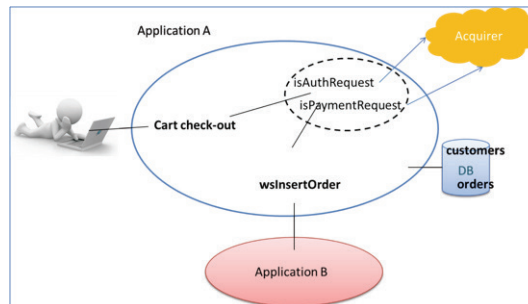 Application A
Acquirer
isAuthRequest
isPaymentRequest
Cart check-out
customers
DB
orders
wsInsertOrder
Application B